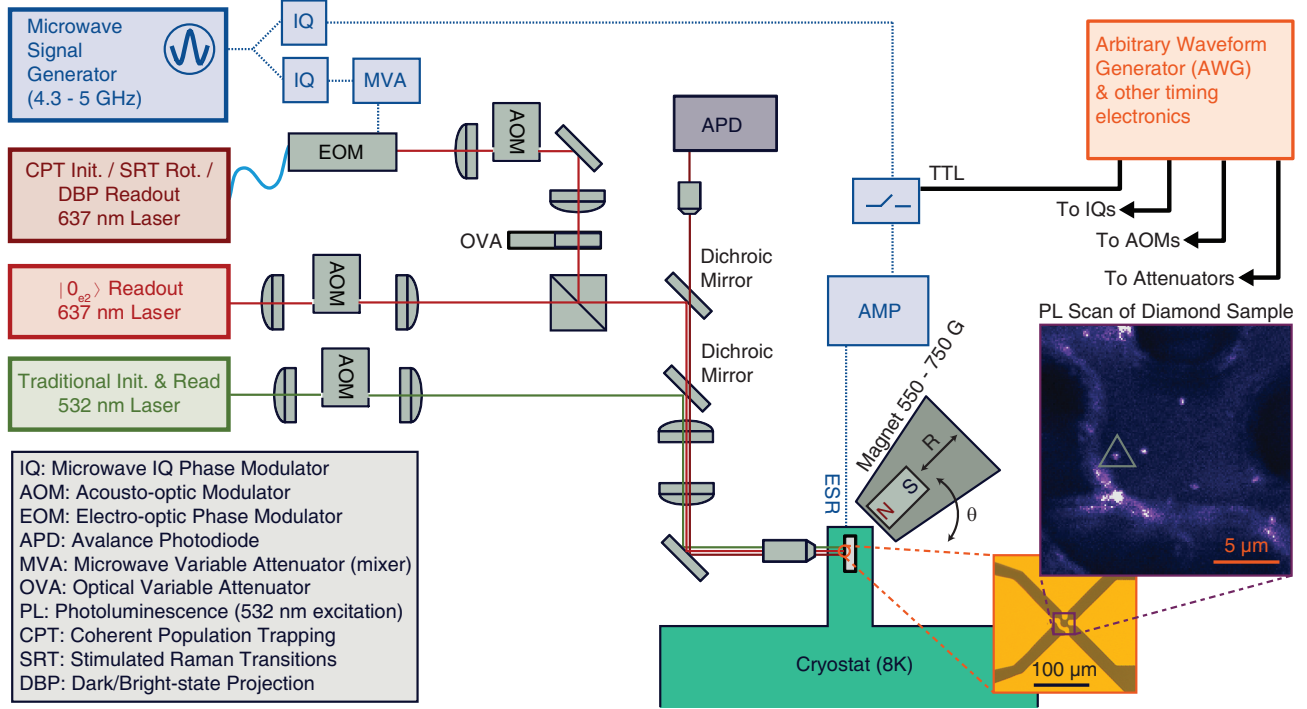 Microwave
Signal
Generator
(4.3 - 5 GHz)
IQ
IQ
MVA
EOM
AOM
APD
Arbitrary Waveform
Generator (AWG)
& other timing
electronics
CPT Init. / SRT Rot. /
DBP Readout
637 nm Laser
TTL
To IQs
To AOMs
To Attenuators
OVA
Dichroic
Mirror
|0e2⟩ Readout
637 nm Laser
AOM
AMP
PL Scan of Diamond Sample
Dichroic
Mirror
Traditional Init. & Read
532 nm Laser
AOM
Magnet 550 - 750 G
R
N
S
θ
ESR
5 µm
IQ: Microwave IQ Phase Modulator
AOM: Acousto-optic Modulator
EOM: Electro-optic Phase Modulator
APD: Avalance Photodiode
MVA: Microwave Variable Attenuator (mixer)
OVA: Optical Variable Attenuator
PL: Photoluminescence (532 nm excitation)
CPT: Coherent Population Trapping
SRT: Stimulated Raman Transitions
DBP: Dark/Bright-state Projection
Cryostat (8K)
100 µm